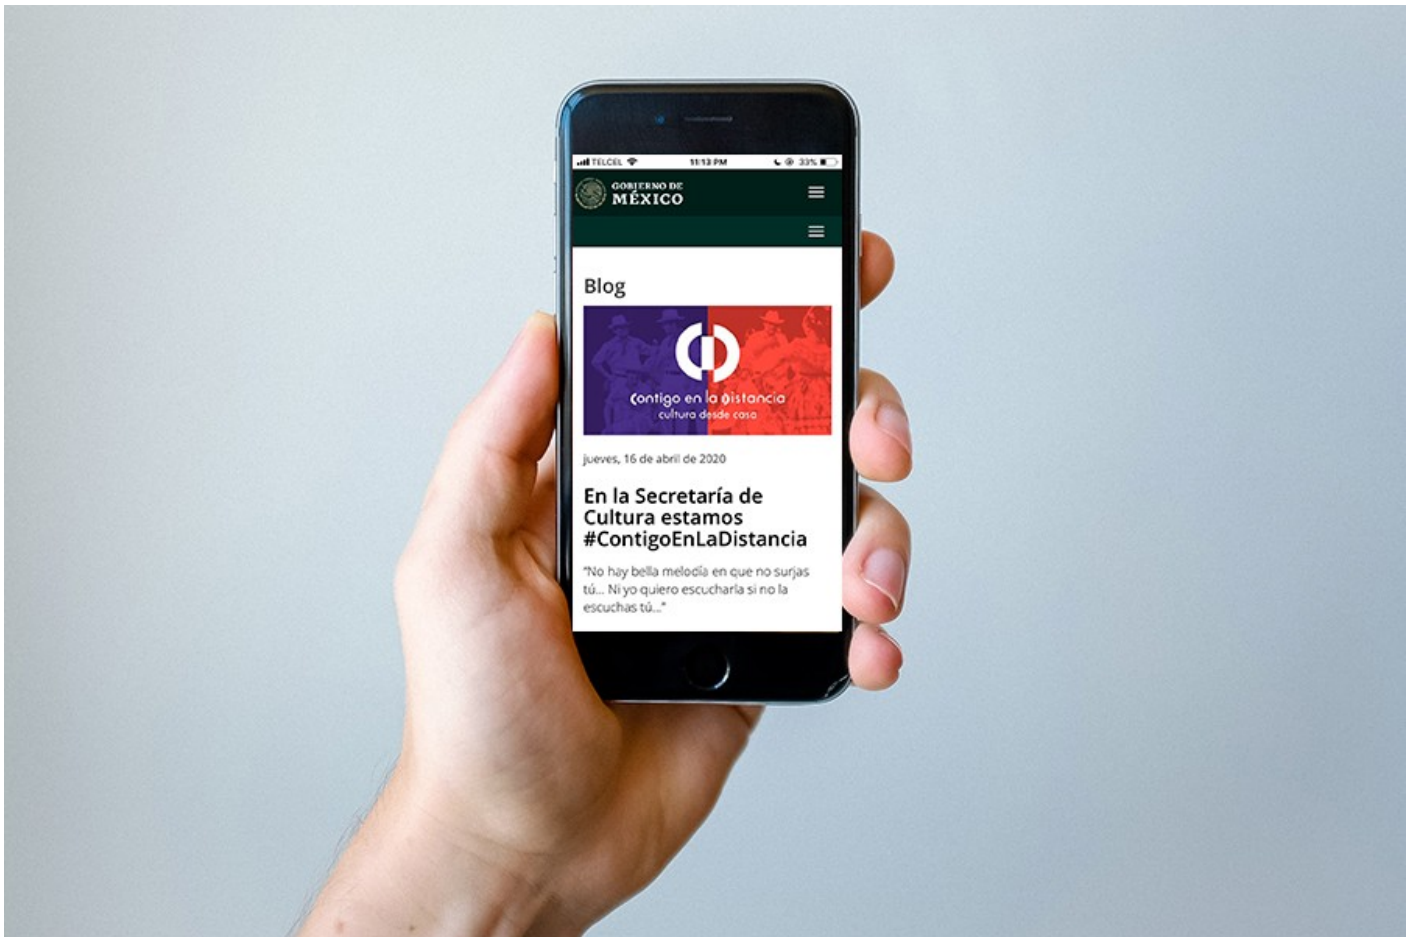 TELCEL 11:13 PM 33%
GOBIERNO DE
MÉXICO
Blog
Contigo en la Distancia
cultura desde casa
jueves, 16 de abril de 2020
En la Secretaría de
Cultura estamos
#ContigoEnLaDistancia
"No hay bella melodía en que no surjas
tú... Ni yo quiero escucharla si no la
escuchas tú..."